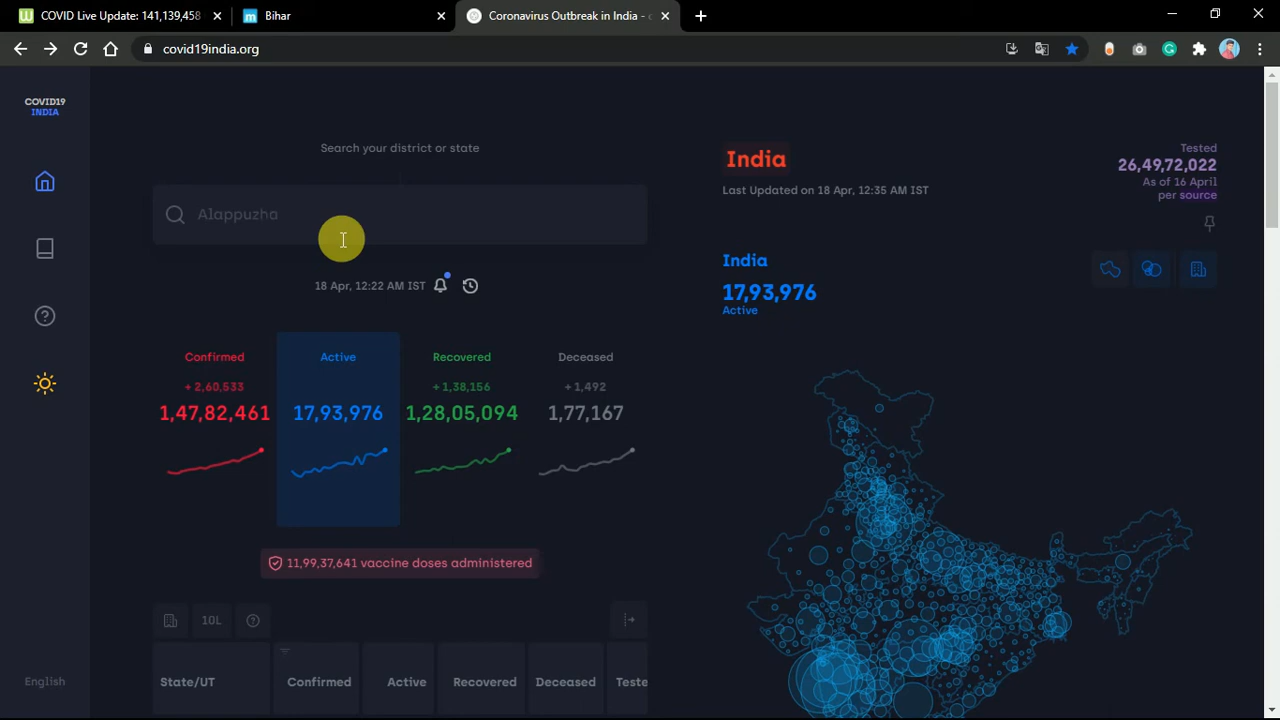 COVID Live Update: 141,139,458
Bihar
Coronavirus Outbreak in India -
covid19india.org
COVID19
INDIA
Search your district or state
Alappuzha
18 Apr, 12:22 AM IST
Confirmed
+ 2,60,533
1,47,82,461
Active
17,93,976
Recovered
+ 1,38,156
1,28,05,094
Deceased
+ 1,492
1,77,167
11,99,37,641 vaccine doses administered
10L
State/UT Confirmed Active Recovered Deceased Teste
English
India
Last Updated on 18 Apr, 12:35 AM IST
Tested
26,49,72,022
As of 16 April
per source
India
17,93,976
Active